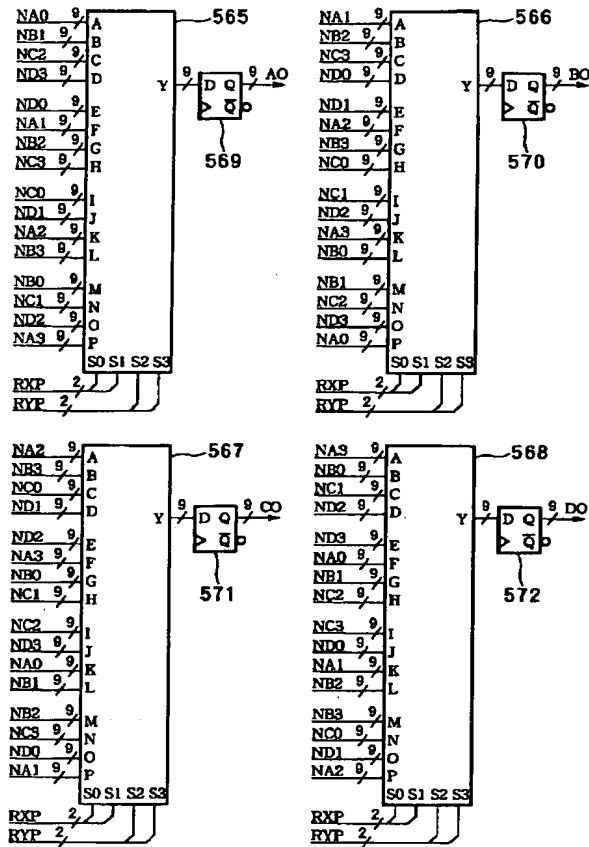 NA0 9 A 565
NB1 9 B
NC2 9 C
ND3 9 D Y 9 D Q 9 AO
Q
ND0 9 E
NA1 9 F
NB2 9 G 569
NC3 9 H
NC0 9 I
ND1 9 J
NA2 9 K
NB3 9 L
NB0 9 M
NC1 9 N
ND2 9 O
NA3 9 P
S0 S1 S2 S3
RXP 2
RYP 2
NA1 9 A 566
NB2 9 B
NC3 9 C
ND0 9 D Y 9 D Q 9 BO
Q
ND1 9 E
NA2 9 F
NB3 9 G 570
NC0 9 H
NC1 9 I
ND2 9 J
NA3 9 K
NB0 9 L
NB1 9 M
NC2 9 N
ND3 9 O
NA0 9 P
S0 S1 S2 S3
RXP 2
RYP 2
NA2 9 A 567
NB3 9 B
NC0 9 C
ND1 9 D Y 9 D Q 9 CO
Q
ND2 9 E
NA3 9 F
NB0 9 G 571
NC1 9 H
NC2 9 I
ND3 9 J
NA0 9 K
NB1 9 L
NB2 9 M
NC3 9 N
ND0 9 O
NA1 9 P
S0 S1 S2 S3
RXP 2
RYP 2
NA3 9 A 568
NB0 9 B
NC1 9 C
ND2 9 D Y 9 D Q 9 DO
Q
ND3 9 E
NA0 9 F
NB1 9 G 572
NC2 9 H
NC3 9 I
ND0 9 J
NA1 9 K
NB2 9 L
NB3 9 M
NC0 9 N
ND1 9 O
NA2 9 P
S0 S1 S2 S3
RXP 2
RYP 2